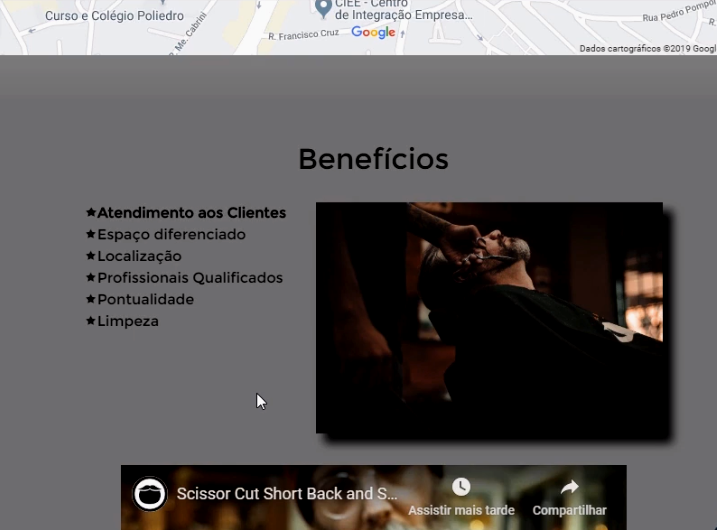 Curso e Colégio Poliedro
R. Me. Cabrini
CIEE - Centro
de Integração Empresa...
R. Francisco Cruz
Google
Rua Pedro Pompo
Dados cartográficos ©2019 Googl
Benefícios
★Atendimento aos Clientes
★Espaço diferenciado
★Localização
★Profissionais Qualificados
★Pontualidade
★Limpeza
Scissor Cut Short Back and S...
Assistir mais tarde
Compartilhar